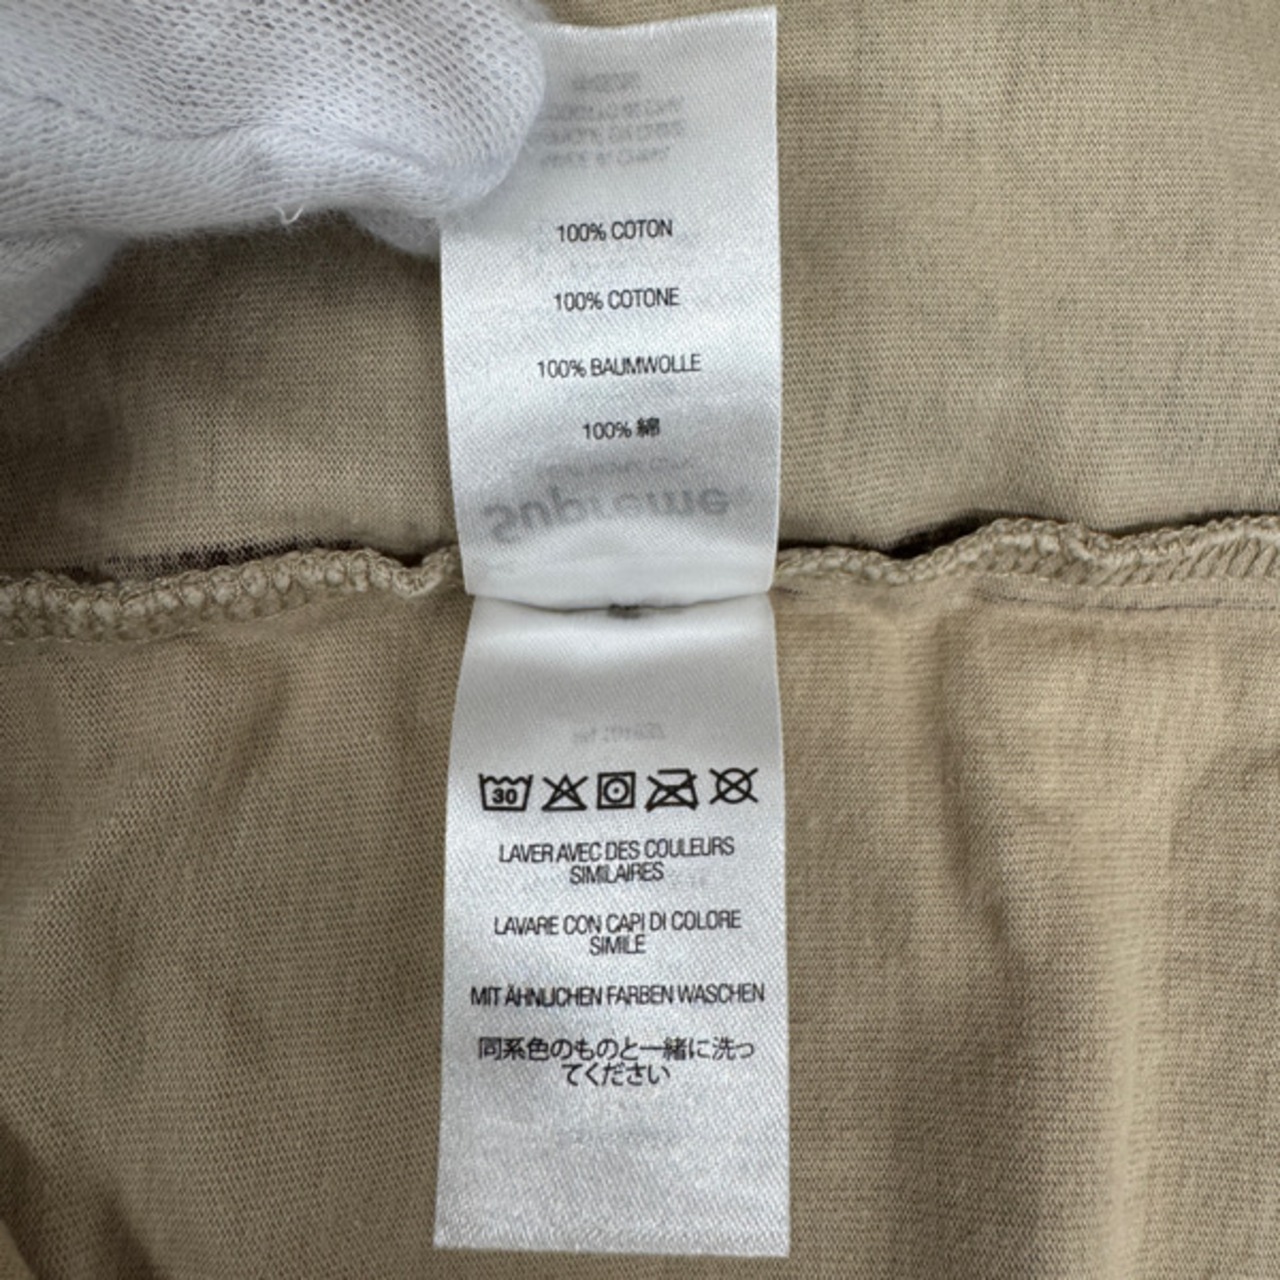 100% COTON
100% COTONE
100% BAUMWOLLE
100% 綿
Supreme
30
LAVER AVEC DES COULEURS
SIMILAIRES
LAVARE CON CAPI DI COLORE
SIMILE
MIT ÄHNLICHEN FARBEN WASCHEN
同系色のものと一緒に洗っ
てください